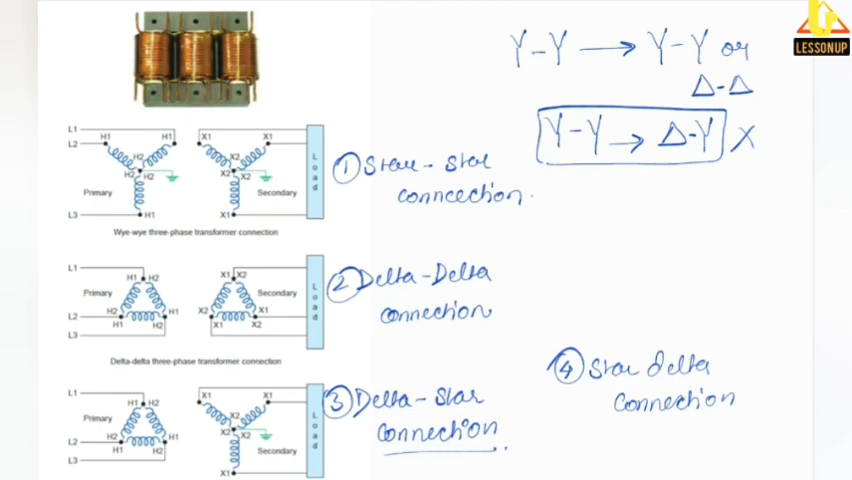 LESSONUP
Y-Y → Y-Y or
Δ-Δ
Y-Y → Δ-Y X
L1 H1 H1 X1 X1
L2
H2 H2 X2 X2 X2
Primary Secondary
L3 H1 X1
Load
① Star-Star
connection.
Wye-wye three-phase transformer connection
L1 H1 H2 X1 X2
Primary Secondary
L2 H2 H1 X2 X1
H1 H2 X1 X2
L3
Load
② Delta-Delta
connection
Delta-delta three-phase transformer connection
L1 H1 H2 X1 X1
Primary X2
L2 H2 H1 X2 X2
H1 H2 Secondary
L3 X1
Load
③ Delta-Star
connection.
④ Star delta
connection